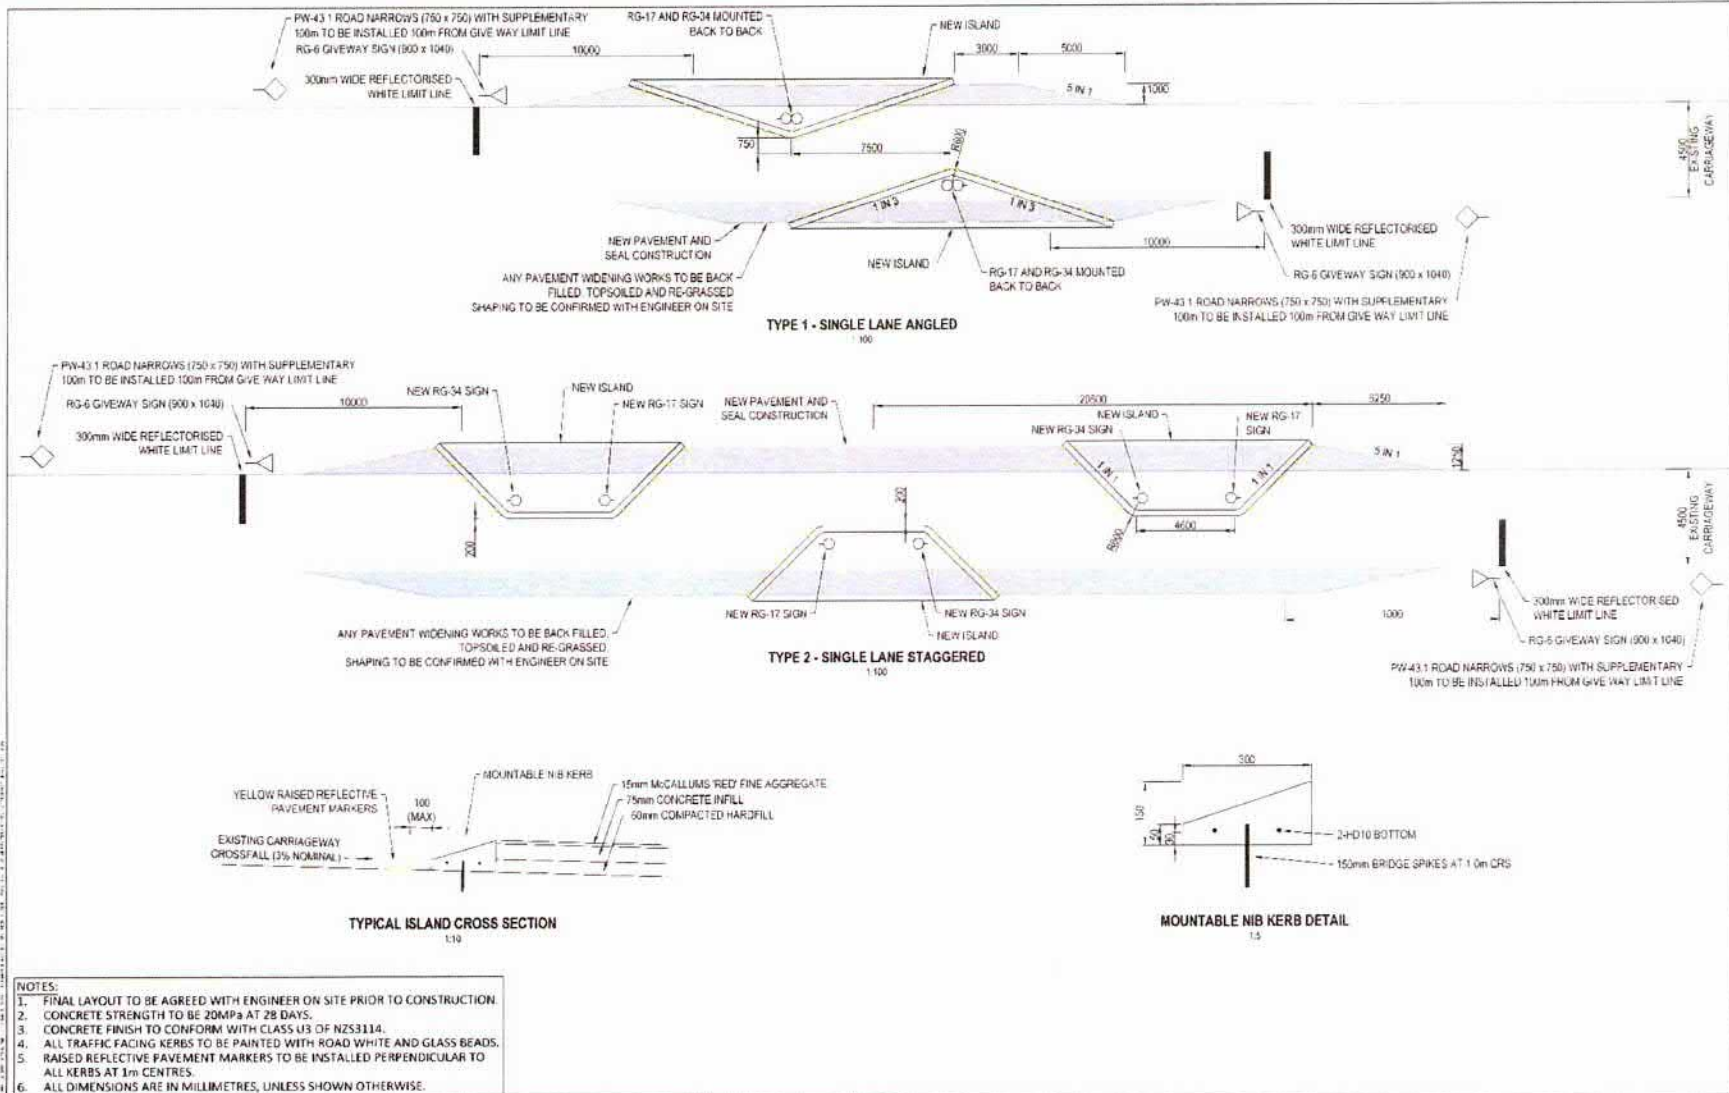 PW-43.1 ROAD NARROWS (750 x 750) WITH SUPPLEMENTARY
100m TO BE INSTALLED 100m FROM GIVE WAY LIMIT LINE
RG-6 GIVEWAY SIGN (900 x 1040)
300mm WIDE REFLECTORISED
WHITE LIMIT LINE
10000
RG-17 AND RG-34 MOUNTED
BACK TO BACK
NEW ISLAND
3000
5000
5 IN 1
1000
750
7500
R600
4500
EXISTING
CARRIAGEWAY
1 IN 3
1 IN 3
NEW PAVEMENT AND
SEAL CONSTRUCTION
ANY PAVEMENT WIDENING WORKS TO BE BACK
FILLED, TOPSOILED AND RE-GRASSED
SHAPING TO BE CONFIRMED WITH ENGINEER ON SITE
NEW ISLAND
RG-17 AND RG-34 MOUNTED
BACK TO BACK
10000
300mm WIDE REFLECTORISED
WHITE LIMIT LINE
RG-6 GIVEWAY SIGN (900 x 1040)
PW-43.1 ROAD NARROWS (750 x 750) WITH SUPPLEMENTARY
100m TO BE INSTALLED 100m FROM GIVE WAY LIMIT LINE
TYPE 1 - SINGLE LANE ANGLED
1:100
PW-43.1 ROAD NARROWS (750 x 750) WITH SUPPLEMENTARY
100m TO BE INSTALLED 100m FROM GIVE WAY LIMIT LINE
RG-6 GIVEWAY SIGN (900 x 1040)
300mm WIDE REFLECTORISED
WHITE LIMIT LINE
10000
NEW RG-34 SIGN
NEW ISLAND
NEW RG-17 SIGN
NEW PAVEMENT AND
SEAL CONSTRUCTION
NEW ISLAND
NEW RG-34 SIGN
NEW RG-17
SIGN
6250
5 IN 1
1250
1 IN 1
1 IN 1
200
200
4600
R600
4500
EXISTING
CARRIAGEWAY
NEW RG-17 SIGN
NEW RG-34 SIGN
NEW ISLAND
ANY PAVEMENT WIDENING WORKS TO BE BACK FILLED,
TOPSOILED AND RE-GRASSED
SHAPING TO BE CONFIRMED WITH ENGINEER ON SITE
1000
300mm WIDE REFLECTORISED
WHITE LIMIT LINE
RG-6 GIVEWAY SIGN (900 x 1040)
PW-43.1 ROAD NARROWS (750 x 750) WITH SUPPLEMENTARY
100m TO BE INSTALLED 100m FROM GIVE WAY LIMIT LINE
TYPE 2 - SINGLE LANE STAGGERED
1:100
MOUNTABLE NIB KERB
YELLOW RAISED REFLECTIVE
PAVEMENT MARKERS
100
(MAX)
15mm McCALLUMS 'RED' FINE AGGREGATE
75mm CONCRETE INFILL
60mm COMPACTED HARDFILL
EXISTING CARRIAGEWAY
CROSSFALL (3% NOMINAL)
TYPICAL ISLAND CROSS SECTION
1:10
300
150
50
30
2-HD10 BOTTOM
150mm BRIDGE SPIKES AT 1.0m CRS
MOUNTABLE NIB KERB DETAIL
1:5
NOTES:
1. FINAL LAYOUT TO BE AGREED WITH ENGINEER ON SITE PRIOR TO CONSTRUCTION.
2. CONCRETE STRENGTH TO BE 20MPa AT 28 DAYS.
3. CONCRETE FINISH TO CONFORM WITH CLASS U3 OF NZS3114.
4. ALL TRAFFIC FACING KERBS TO BE PAINTED WITH ROAD WHITE AND GLASS BEADS.
5. RAISED REFLECTIVE PAVEMENT MARKERS TO BE INSTALLED PERPENDICULAR TO
ALL KERBS AT 1m CENTRES.
6. ALL DIMENSIONS ARE IN MILLIMETRES, UNLESS SHOWN OTHERWISE.